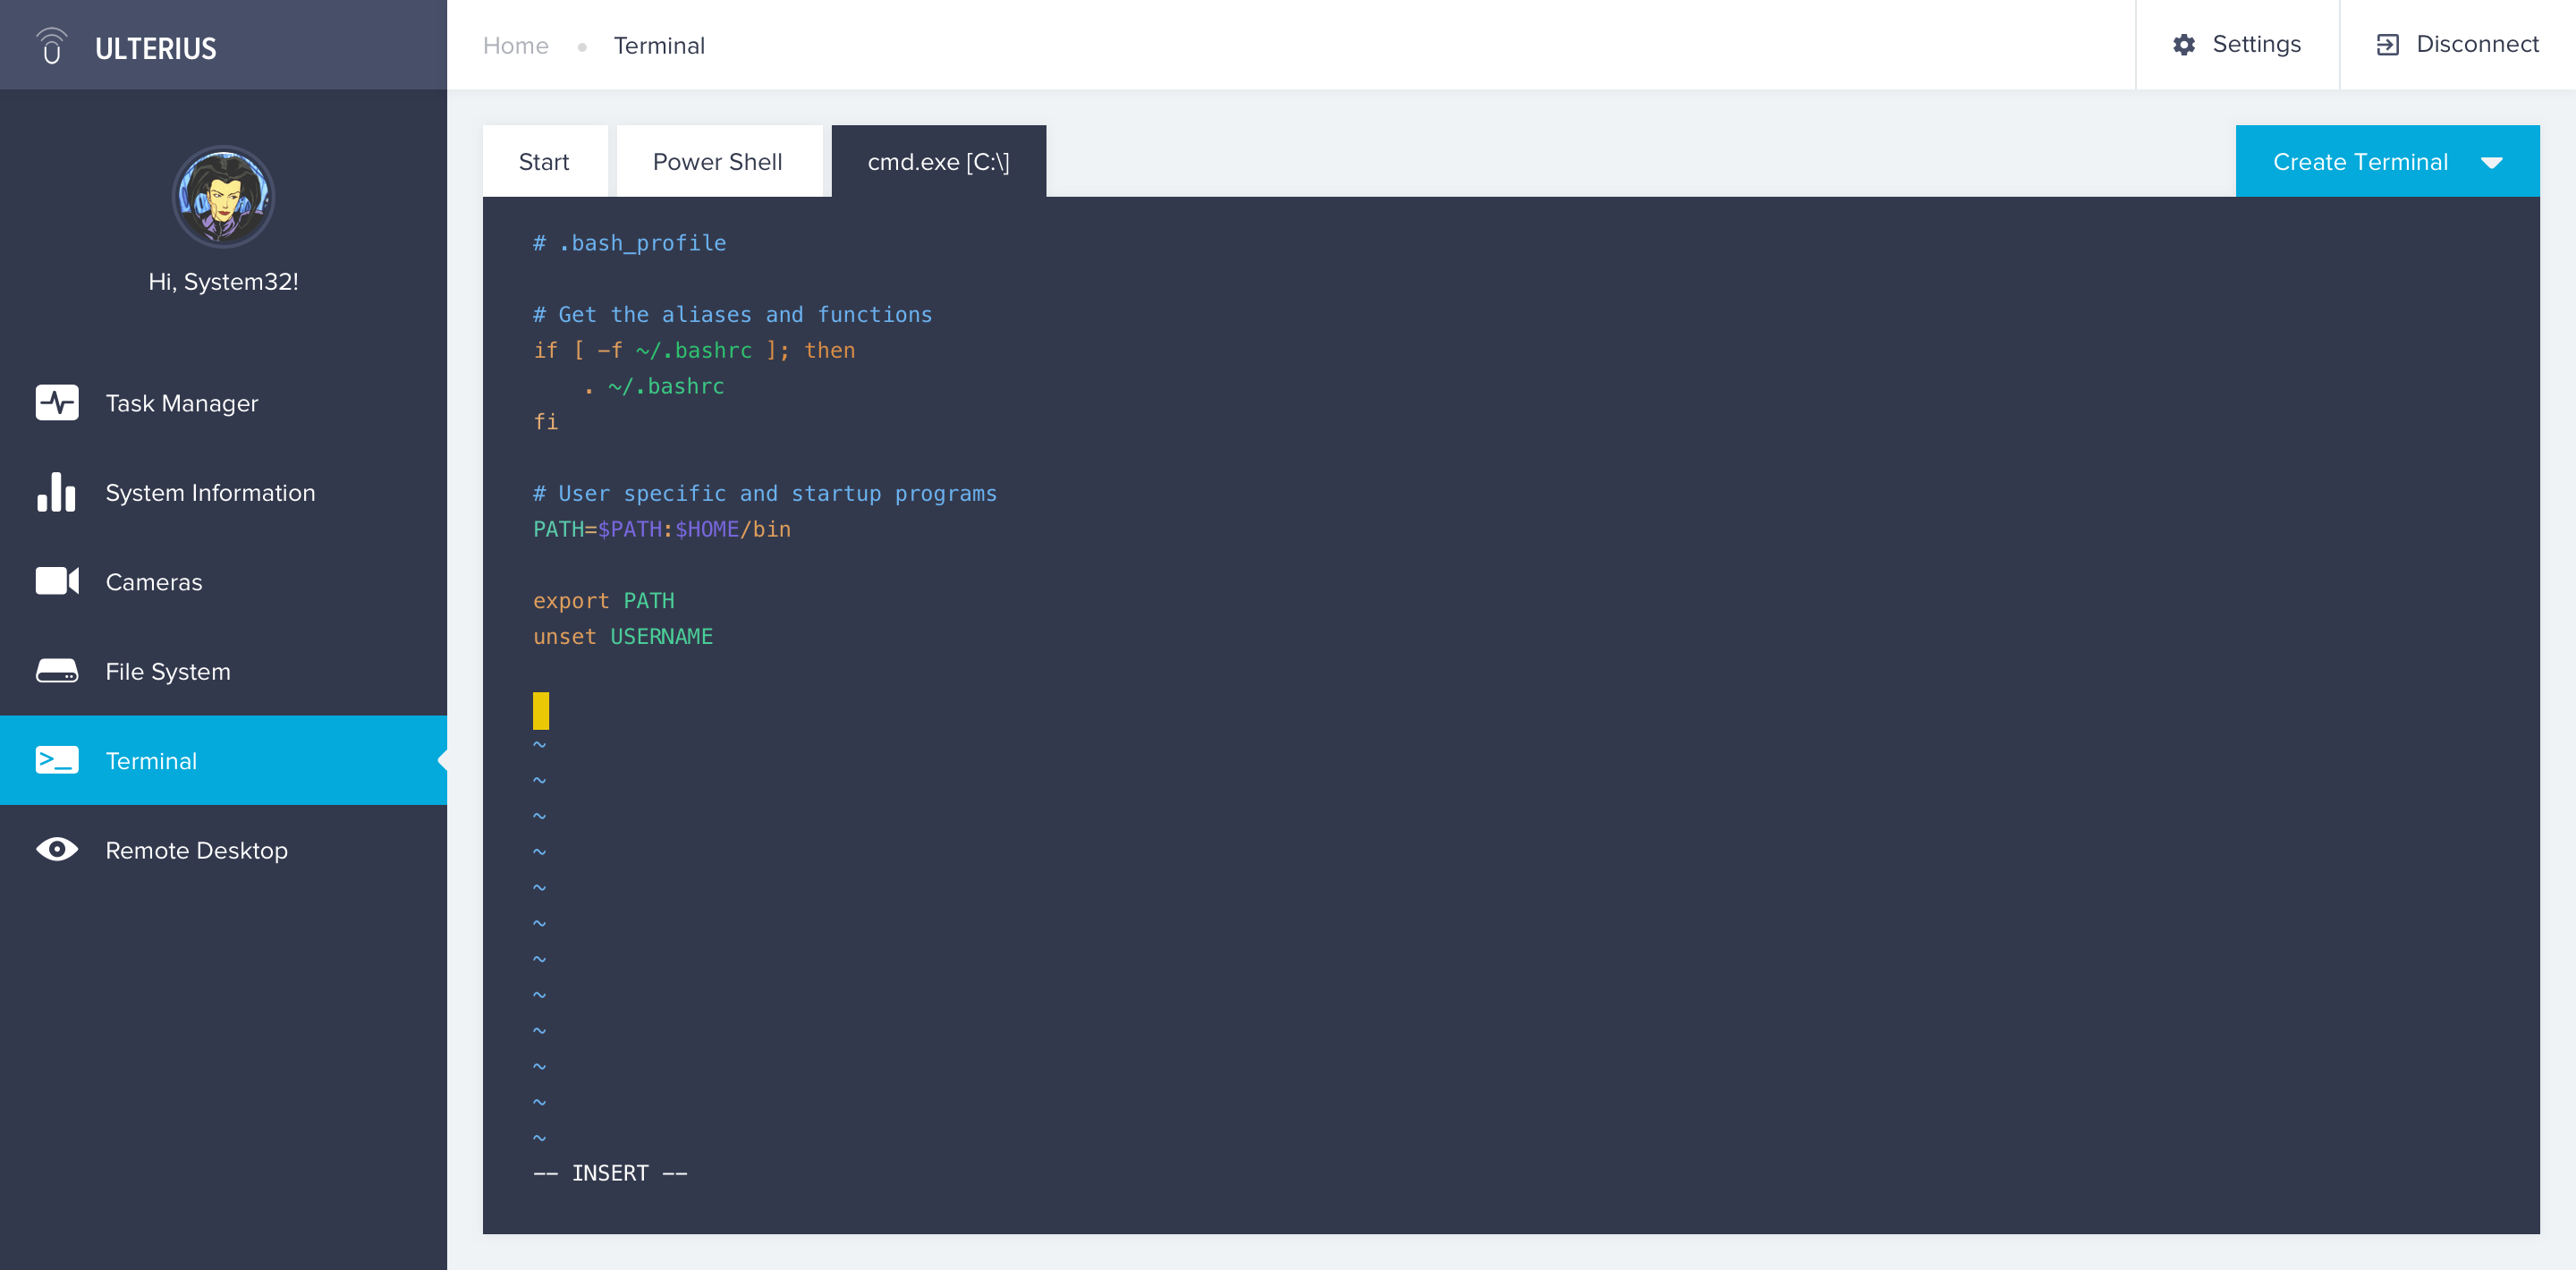 ULTERIUS
Home • Terminal
Settings
Disconnect
Hi, System32!
Task Manager
System Information
Cameras
File System
Terminal
Remote Desktop
Start
Power Shell
cmd.exe [C:\]
Create Terminal
# .bash_profile
# Get the aliases and functions
if [ -f ~/.bashrc ]; then
    . ~/.bashrc
fi
# User specific and startup programs
PATH=$PATH:$HOME/bin
export PATH
unset USERNAME
~
~
~
~
~
~
~
~
~
~
~
~
-- INSERT --